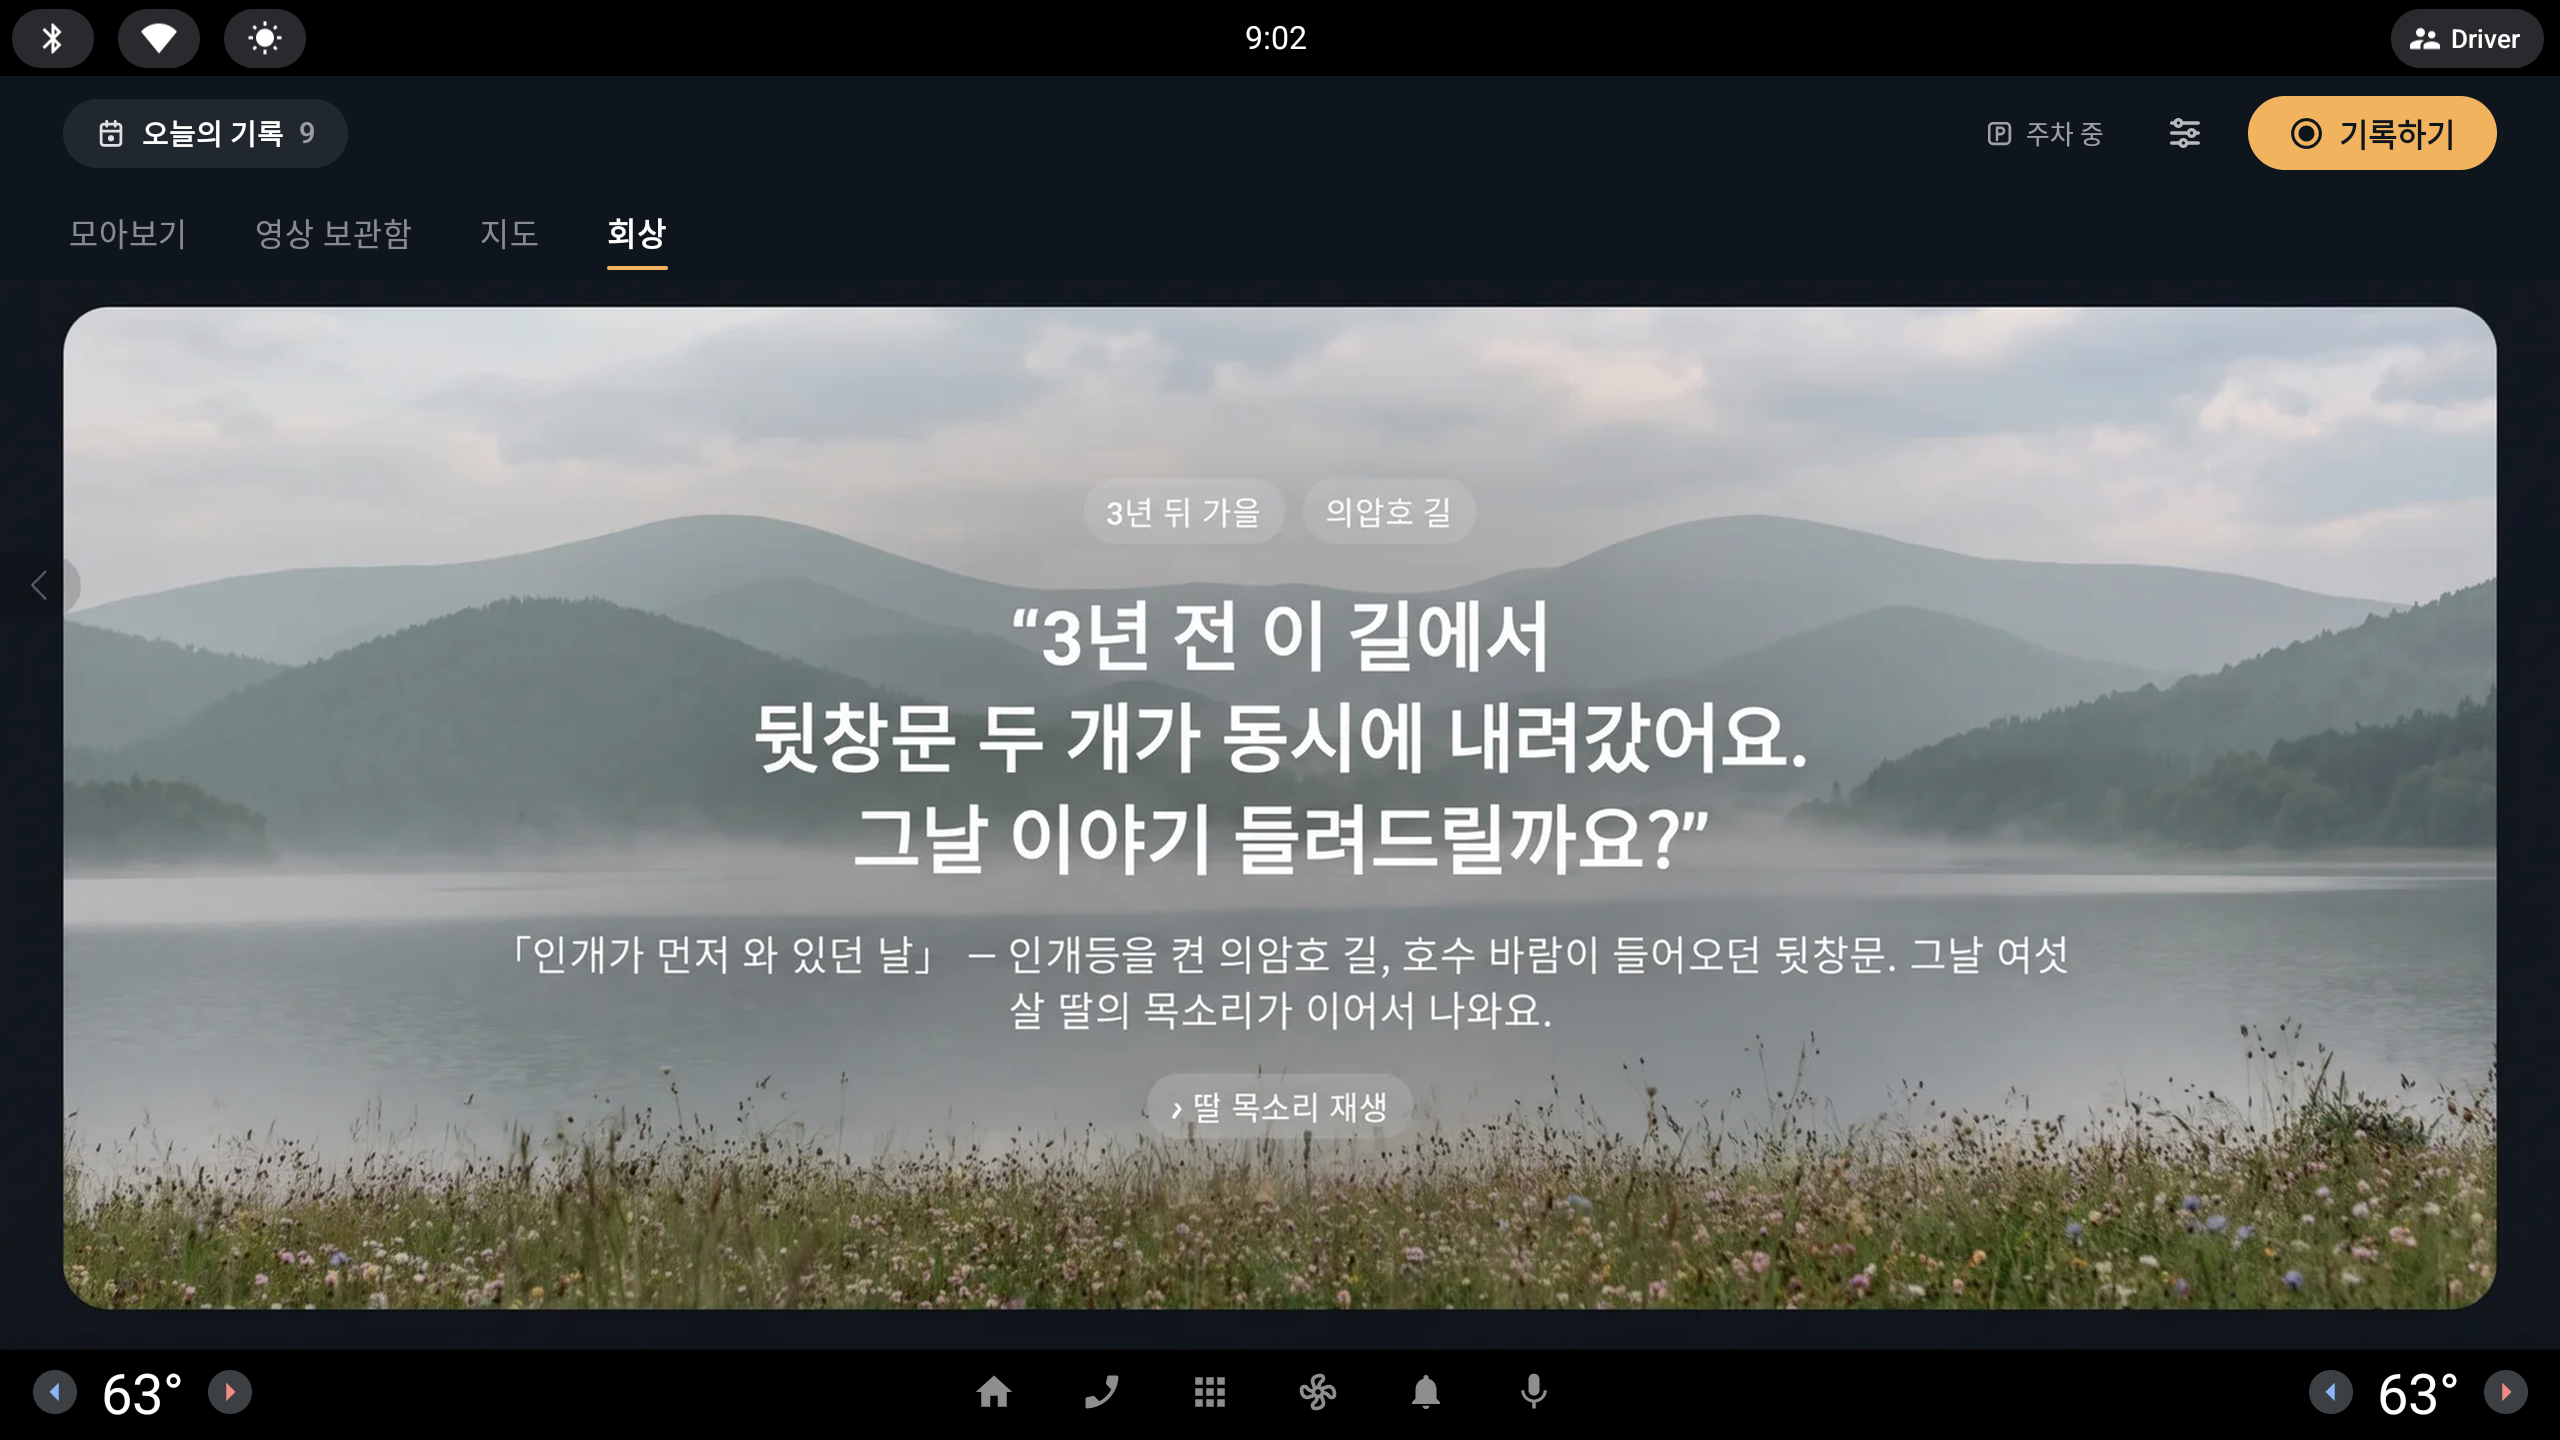 9:02
Driver
오늘의 기록 9
주차 중
기록하기
모아보기 영상 보관함 지도 회상
3년 뒤 가을 의암호 길
“3년 전 이 길에서
뒷창문 두 개가 동시에 내려갔어요.
그날 이야기 들려드릴까요?”
「안개가 먼저 와 있던 날」 — 안개등을 켠 의암호 길, 호수 바람이 들어오던 뒷창문. 그날 여섯
살 딸의 목소리가 이어서 나와요.
› 딸 목소리 재생
63° 63°